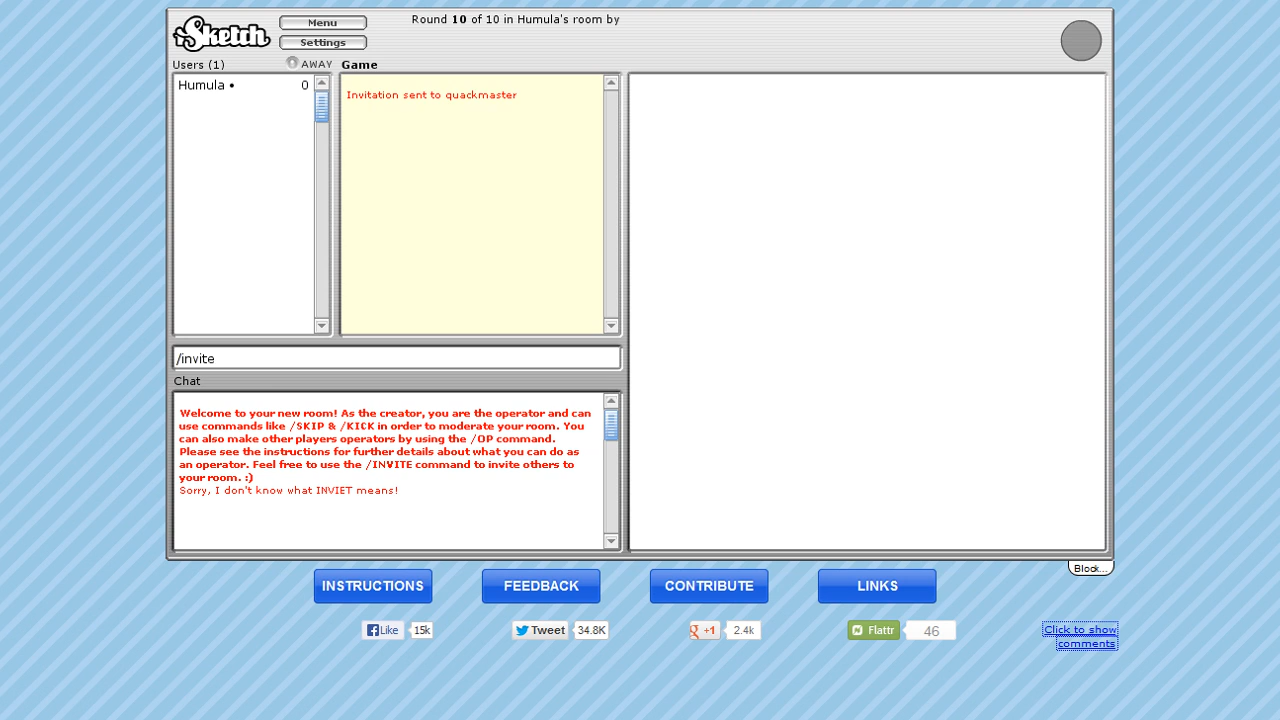 iSketch
Menu
Settings
Round 10 of 10 in Humula's room by
Users (1)
AWAY
Game
Humula •
0
Invitation sent to quackmaster
/invite
Chat
Welcome to your new room! As the creator, you are the operator and can
use commands like /SKIP & /KICK in order to moderate your room. You
can also make other players operators by using the /OP command.
Please see the instructions for further details about what you can do as
an operator. Feel free to use the /INVITE command to invite others to
your room. :)
Sorry, I don't know what INVIET means!
Block...
INSTRUCTIONS
FEEDBACK
CONTRIBUTE
LINKS
Like
15k
Tweet
34.8K
g +1
2.4k
Flattr
46
Click to show
comments